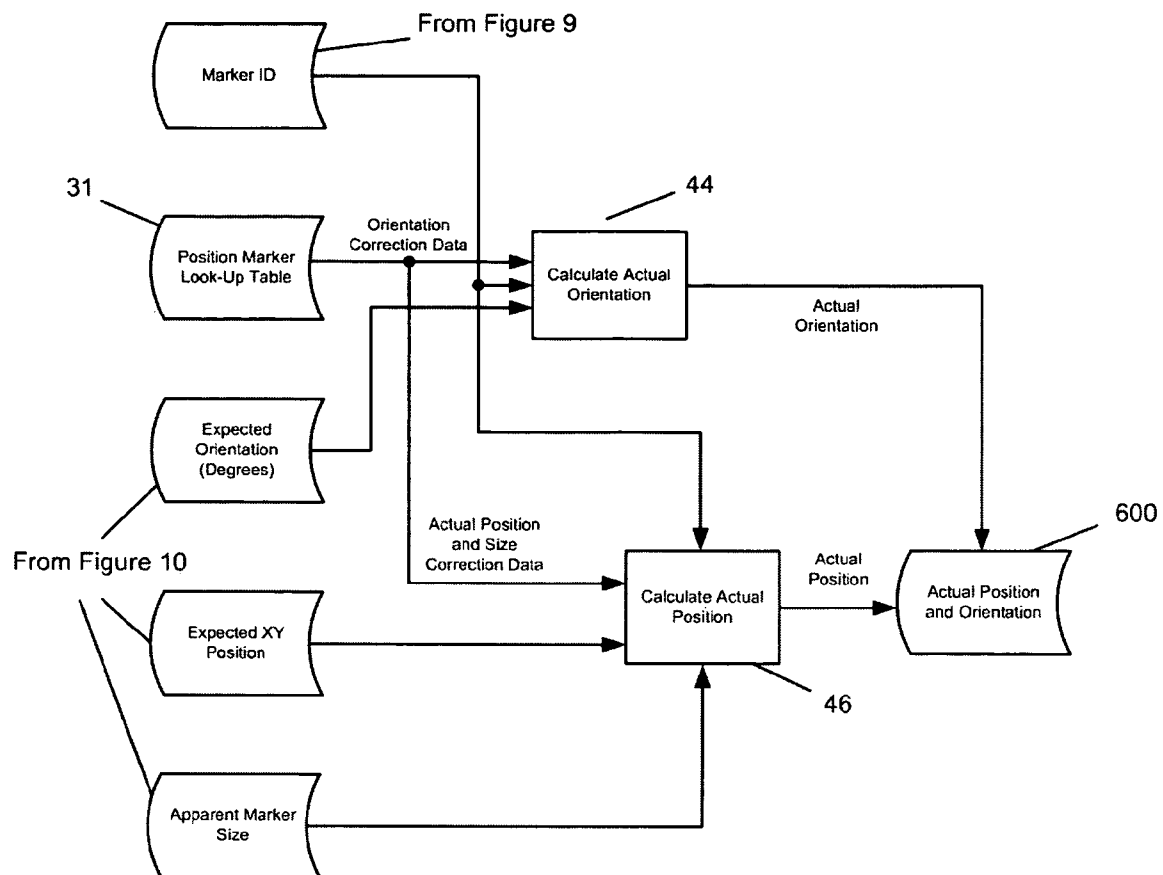 From Figure 9
Marker ID
31
Position Marker
Look-Up Table
Orientation
Correction Data
44
Calculate Actual
Orientation
Actual
Orientation
Expected
Orientation
(Degrees)
From Figure 10
Actual Position
and Size
Correction Data
Calculate Actual
Position
46
Actual
Position
600
Actual Position
and Orientation
Expected XY
Position
Apparent Marker
Size